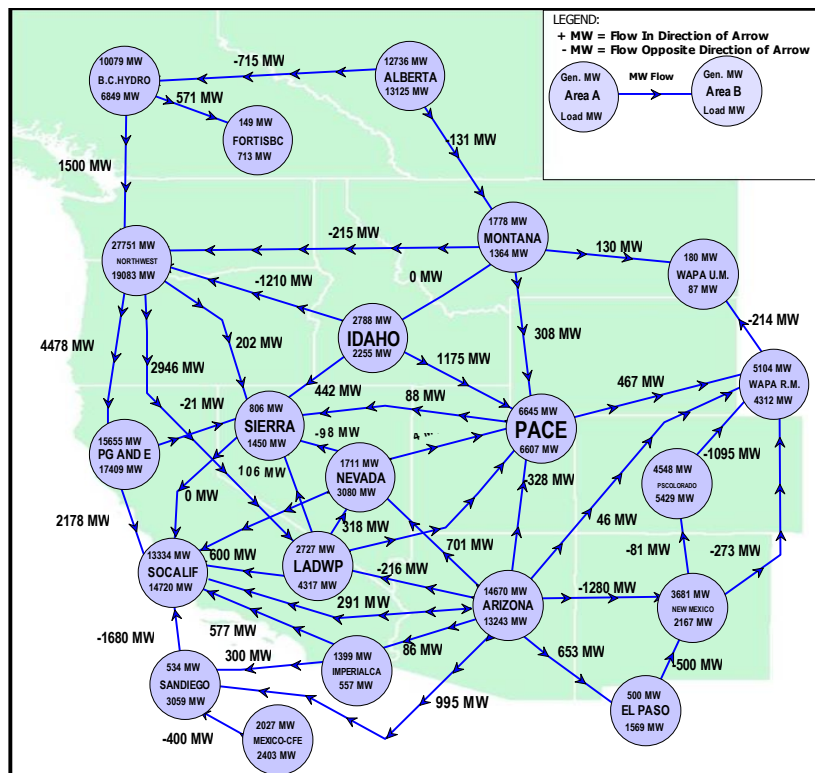 LEGEND:
+ MW = Flow In Direction of Arrow
- MW = Flow Opposite Direction of Arrow
Gen. MW
Area A
Load MW
MW Flow
Gen. MW
Area B
Load MW
10079 MW
B.C.HYDRO
6849 MW
-715 MW
12736 MW
ALBERTA
13125 MW
571 MW
149 MW
FORTISBC
713 MW
-131 MW
1500 MW
27751 MW
NORTHWEST
19083 MW
-215 MW
1778 MW
MONTANA
1364 MW
130 MW
180 MW
WAPA U.M.
87 MW
-1210 MW
0 MW
2788 MW
IDAHO
2255 MW
308 MW
-214 MW
4478 MW
2946 MW
202 MW
1175 MW
5104 MW
WAPA R.M.
4312 MW
-21 MW
442 MW
88 MW
467 MW
806 MW
SIERRA
1450 MW
6645 MW
PACE
6607 MW
15655 MW
PG AND E
17409 MW
-98 MW
-1095 MW
106 MW
1711 MW
NEVADA
3080 MW
4548 MW
PSCOLORADO
5429 MW
-328 MW
0 MW
46 MW
2178 MW
318 MW
600 MW
701 MW
-81 MW
-273 MW
13334 MW
SOCALIF
14720 MW
2727 MW
LADWP
4317 MW
-216 MW
14670 MW
ARIZONA
13243 MW
-1280 MW
3681 MW
NEW MEXICO
2167 MW
291 MW
577 MW
-1680 MW
300 MW
1399 MW
IMPERIALCA
557 MW
86 MW
653 MW
-500 MW
534 MW
SANDIEGO
3059 MW
995 MW
500 MW
EL PASO
1569 MW
-400 MW
2027 MW
MEXICO-CFE
2403 MW